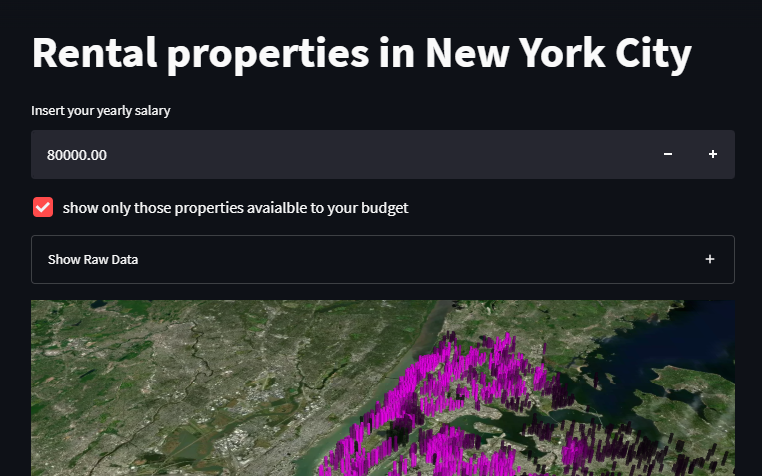 Rental properties in New York City
Insert your yearly salary
80000.00
show only those properties avaialble to your budget
Show Raw Data